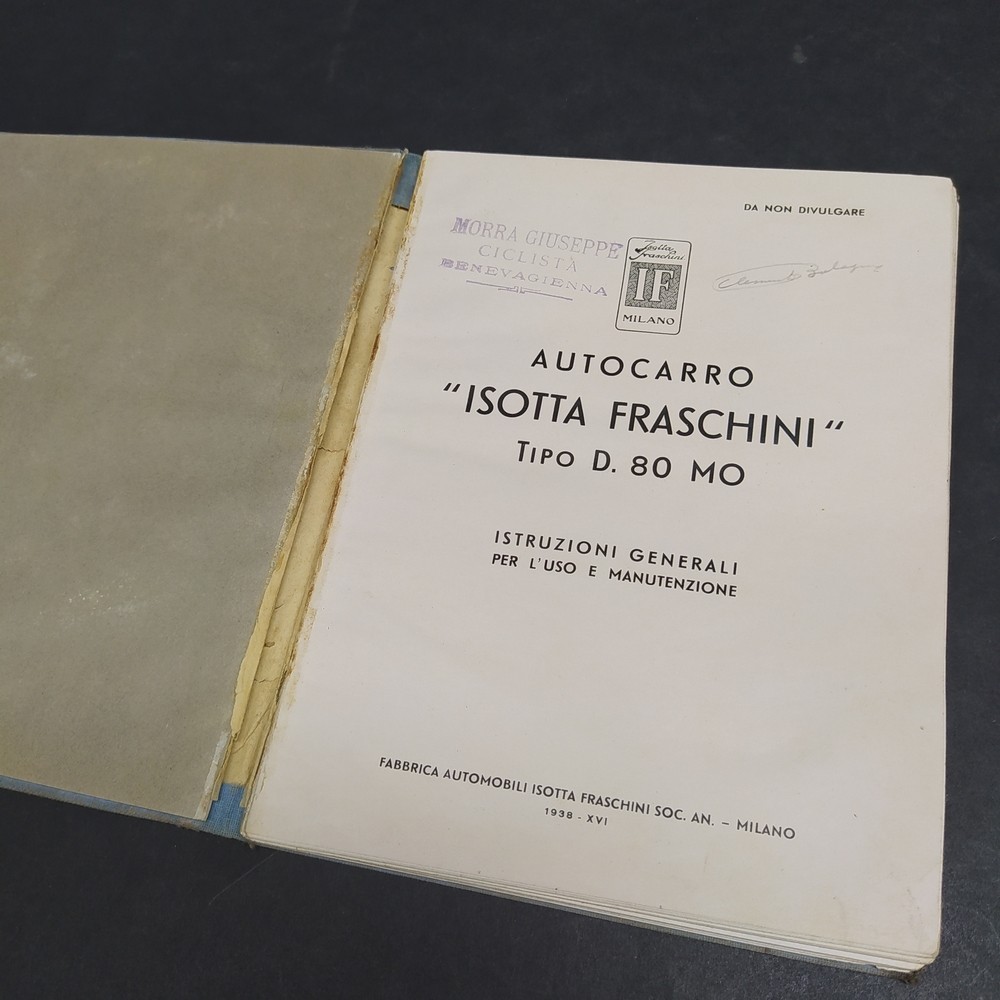 DA NON DIVULGARE
MORRA GIUSEPPE
CICLISTA
BENEVAGIENNA
Isotta
Fraschini
IF
MILANO
AUTOCARRO
"ISOTTA FRASCHINI"
TIPO D. 80 MO
ISTRUZIONI GENERALI
PER L'USO E MANUTENZIONE
FABBRICA AUTOMOBILI ISOTTA FRASCHINI SOC. AN. – MILANO
1938 - XVI